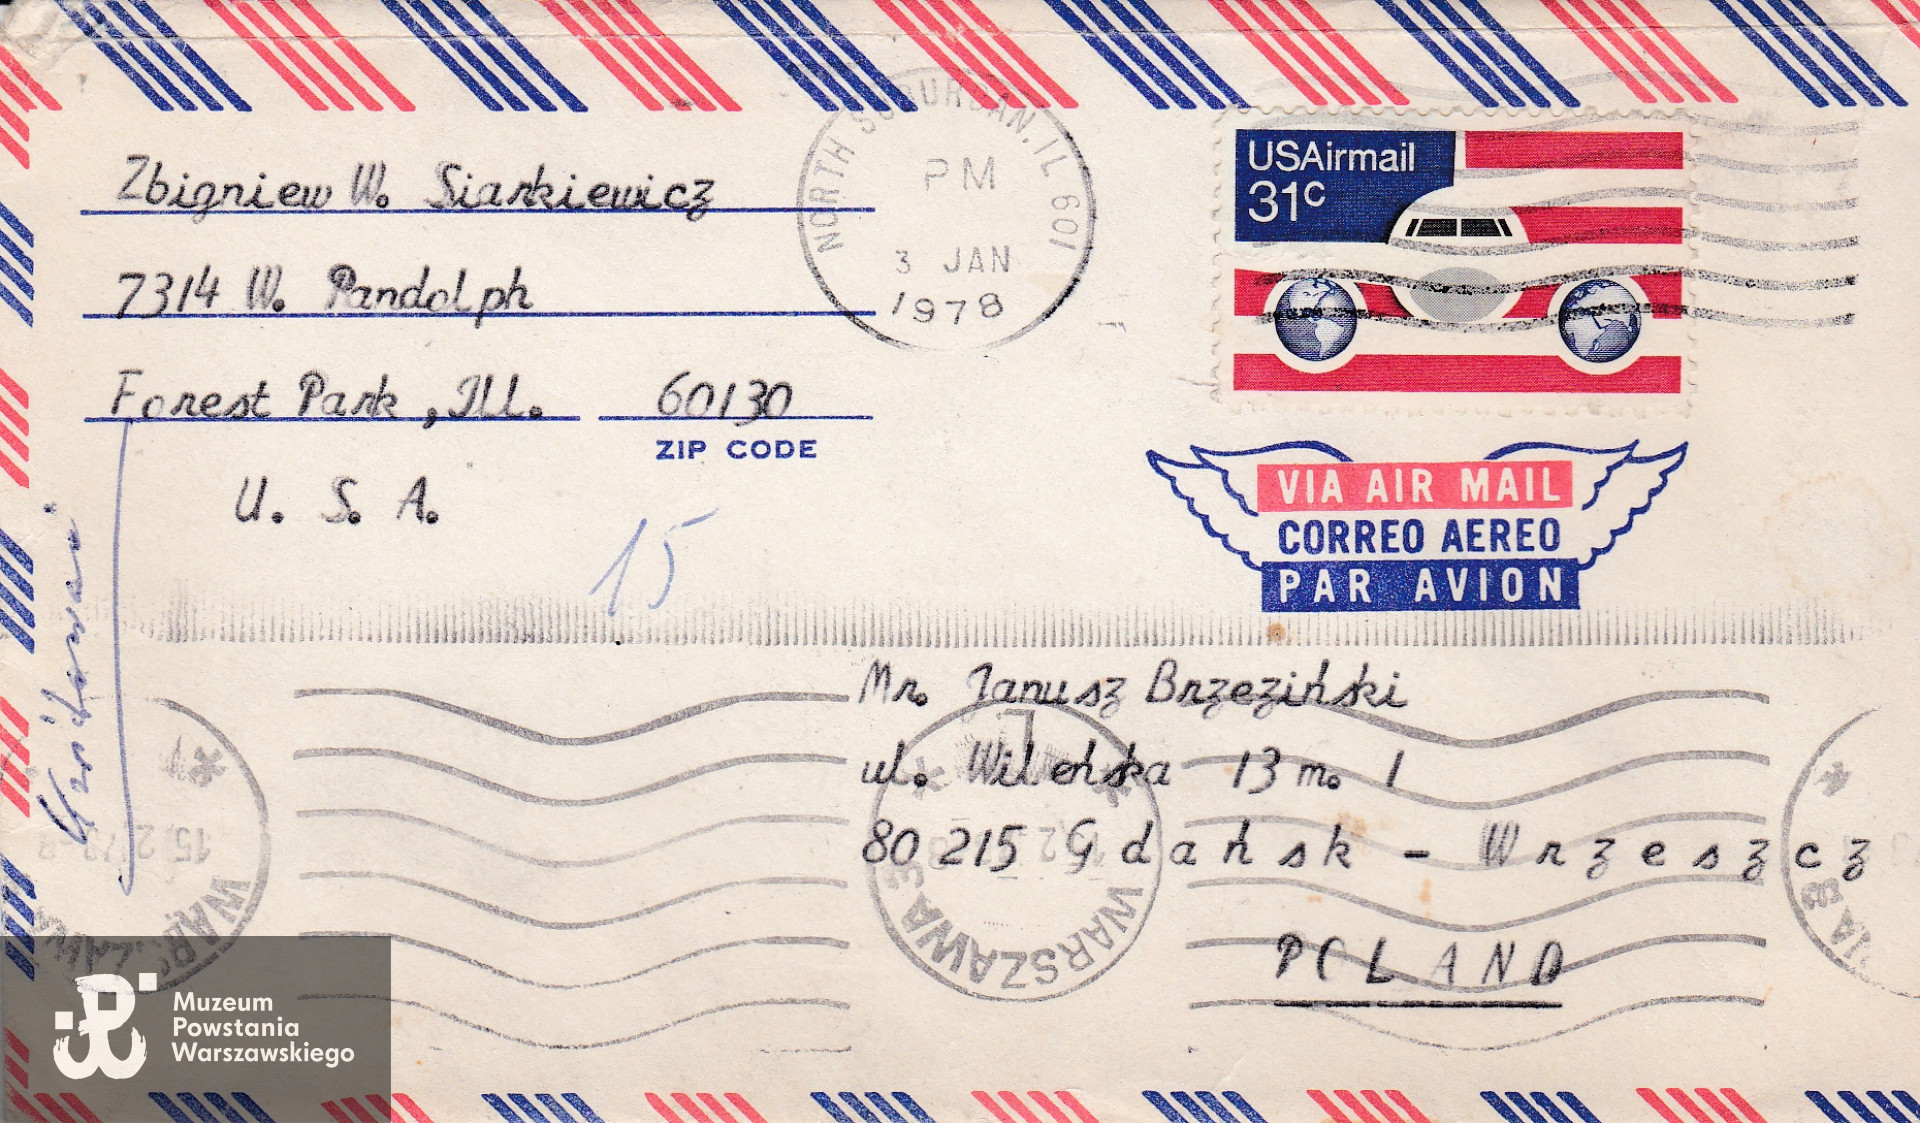 Zbigniew W. Siarkiewicz
7314 W. Randolph
Forest Park, Ill. 60130
ZIP CODE
U. S. A.
15
NORTH SUBURBAN, IL 601
PM
3 JAN
1978
USAirmail
31c
VIA AIR MAIL
CORREO AEREO
PAR AVION
Mr. Janusz Brzeziński
ul. Wileńska 13 m. 1
80 215 Gdańsk - Wrzeszcz
POLAND
WARSZAWA
WARSZAWA
Muzeum
Powstania
Warszawskiego